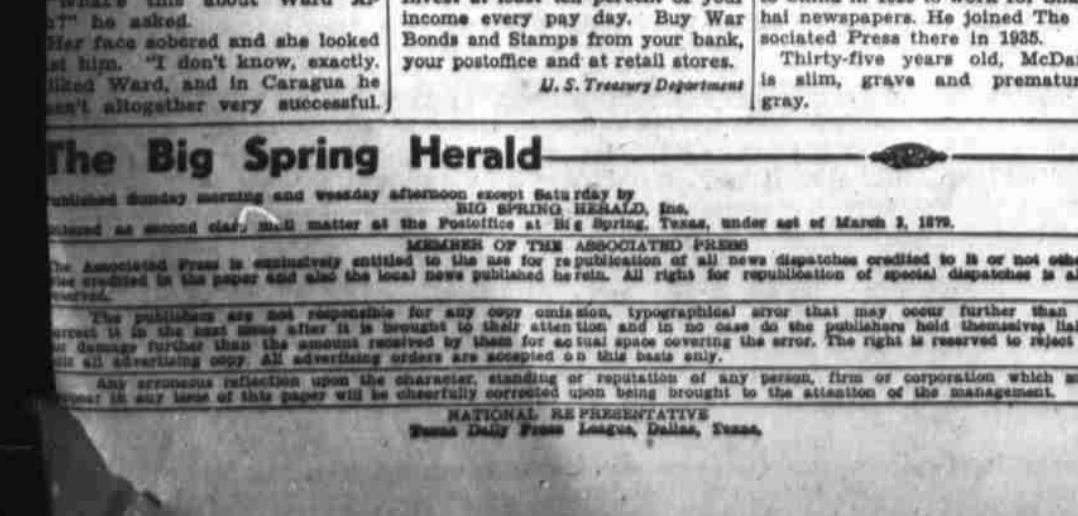 about Ward
he asked.
Her face sobered and she looked
him. "I don't know, exactly.
liked Ward, and in Caragua he
altogether very successful.
income every pay day. Buy War
Bonds and Stamps from your bank,
your postoffice and at retail stores.
U. S. Treasury Department
hai newspapers. He joined The
sociated Press there in 1935.
Thirty-five years old, McDa
is slim, grave and prematur
gray.
The Big Spring Herald
Published Sunday morning and weekday afternoon except Saturday by
BIG SPRING HERALD, Inc.
Entered as second class mail matter at the Postoffice at Big Spring, Texas, under act of March 3, 1879.
MEMBER OF THE ASSOCIATED PRESS
The Associated Press is exclusively entitled to the use for republication of all news dispatches credited to it or not othe
credited in the paper and also the local news published herein. All right for republication of special dispatches is al
served.
The publishers are not responsible for any copy omission, typographical error that may occur further than
correct it in the next issue after it is brought to their attention and in no case do the publishers hold themselves lia
for damage further than the amount received by them for actual space covering the error. The right is reserved to reject
edit all advertising copy. All advertising orders are accepted on this basis only.
Any erroneous reflection upon the character, standing or reputation of any person, firm or corporation which
appear in any issue of this paper will be cheerfully corrected upon being brought to the attention of the management.
NATIONAL REPRESENTATIVE
Texas Daily Press League, Dallas, Texas,